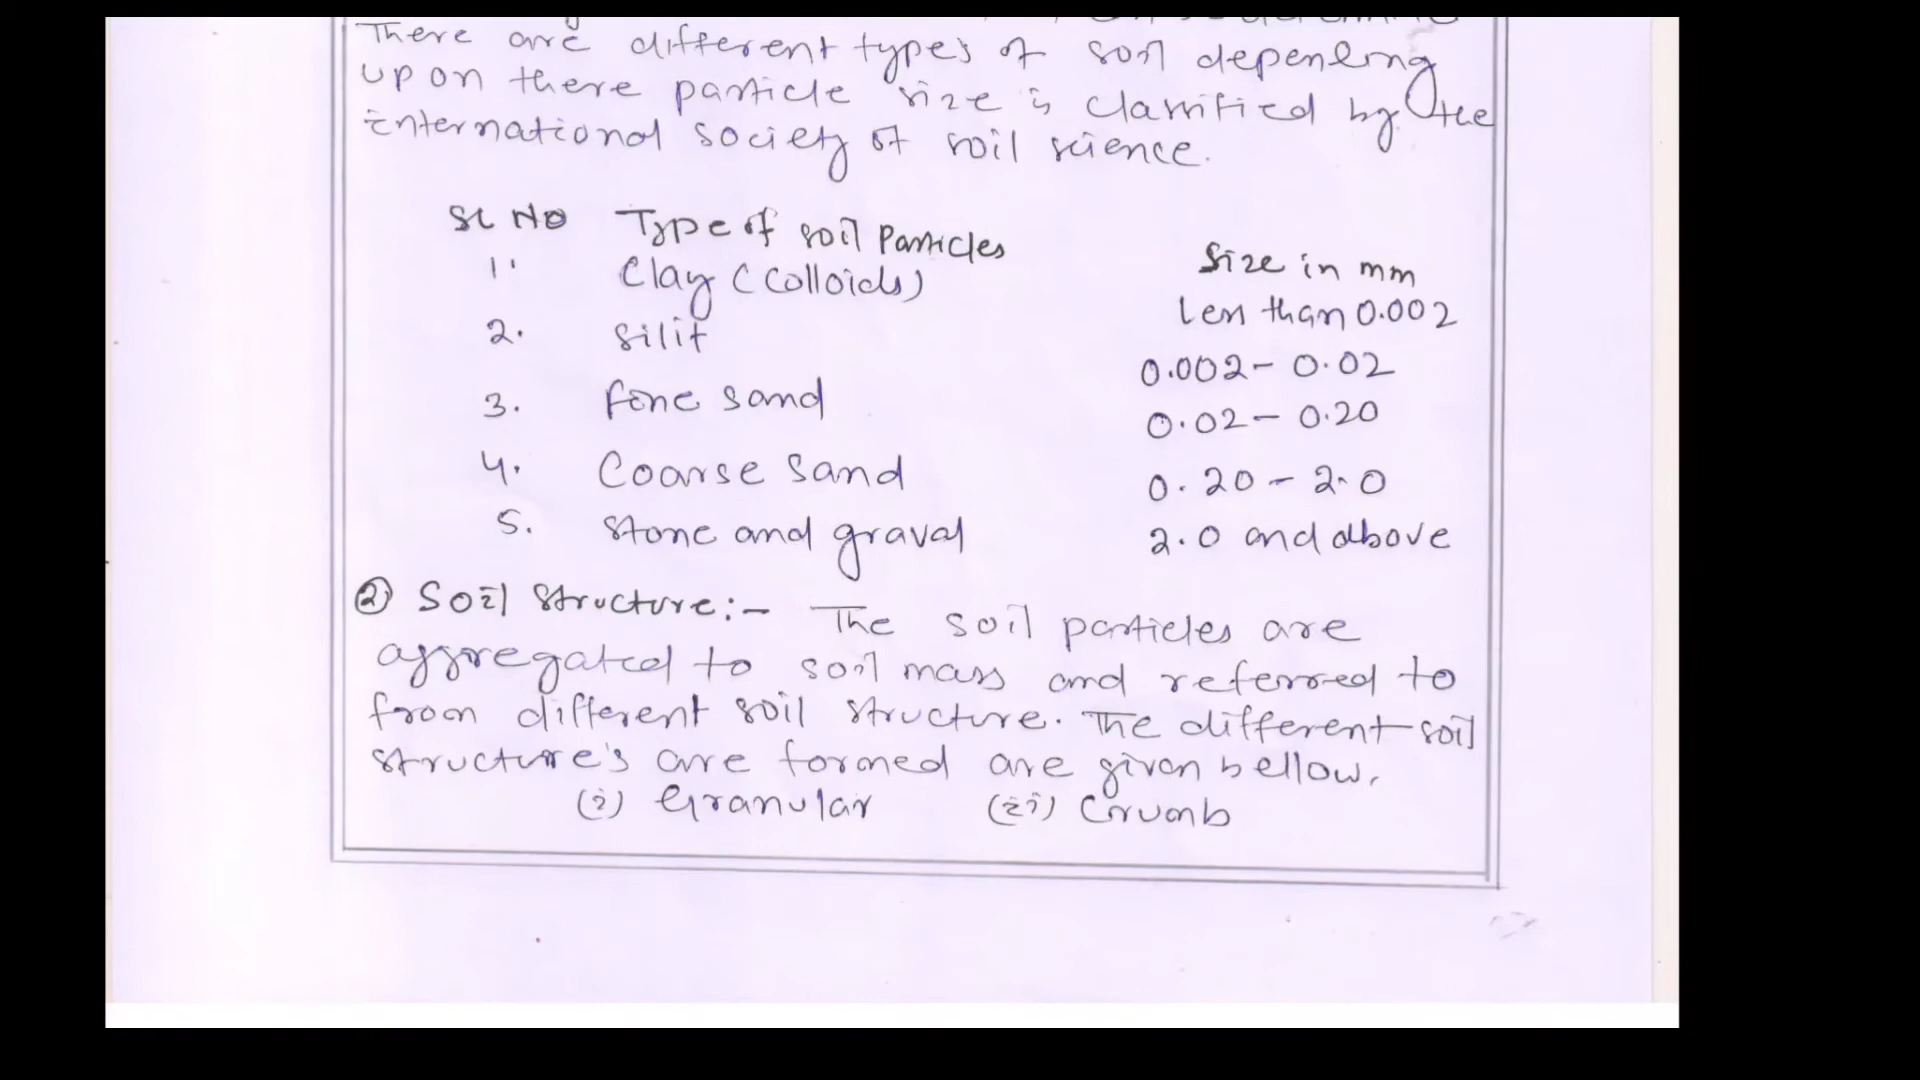 There are different types of soil depending
upon there particle size is classified by the
international society of soil science.
SL NO Type of soil Particles Size in mm
1. Clay (Colloids) Less than 0.002
2. Silit 0.002 - 0.02
3. Fine sand 0.02 - 0.20
4. Coarse sand 0.20 - 2.0
5. Stone and graval 2.0 and above
② Soil structure:- The soil particles are
aggregated to soil mass and referred to
from different soil structure. The different soil
structure's are formed are given bellow.
(i) Granular (ii) Crumb